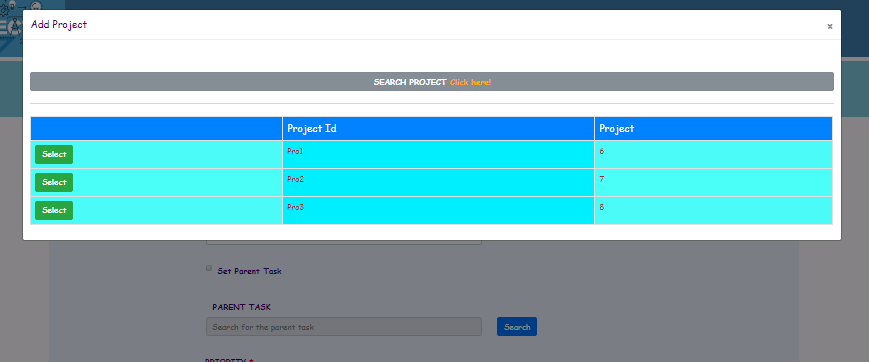 Add Project
×
SEARCH PROJECT Click here!
Project Id Project
Select Pro1 6
Select Pro2 7
Select Pro3 8
Set Parent Task
PARENT TASK
Search for the parent task Search
PRIORITY *